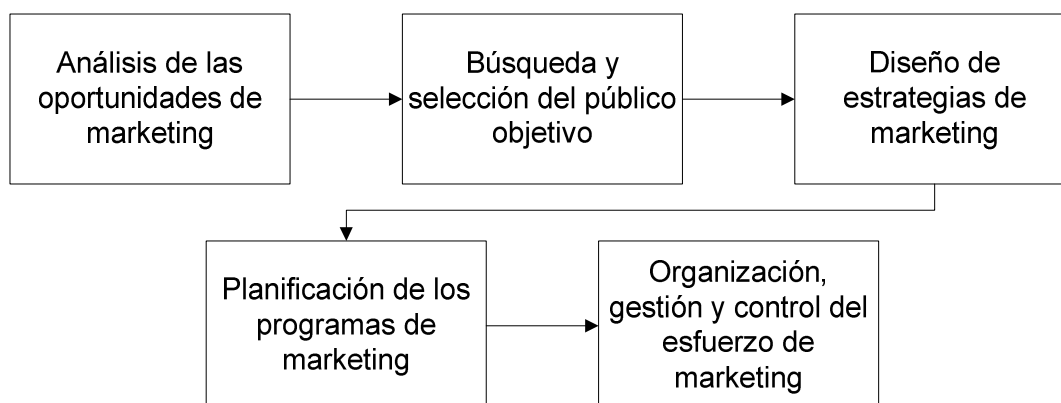 Análisis de las
oportunidades de
marketing
Búsqueda y
selección del público
objetivo
Diseño de
estrategias de
marketing
Planificación de los
programas de
marketing
Organización,
gestión y control del
esfuerzo de
marketing